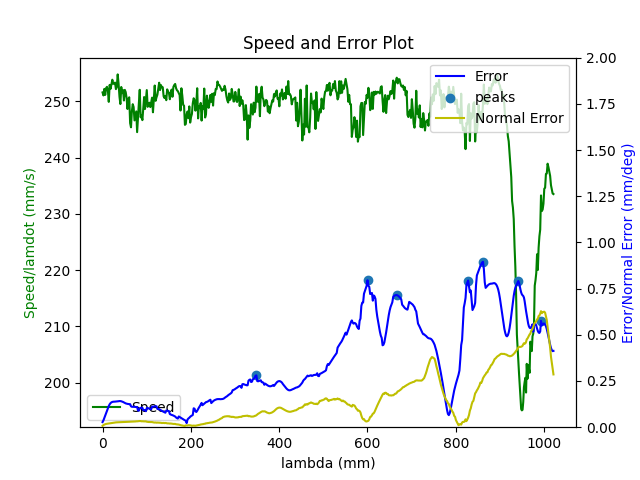 Speed and Error Plot
Speed/lamdot (mm/s)
250
240
230
220
210
200
2.00
1.75
1.50
1.25
1.00
0.75
0.50
0.25
0.00
Error/Normal Error (mm/deg)
Error
peaks
Normal Error
Speed
0 200 400 600 800 1000
lambda (mm)